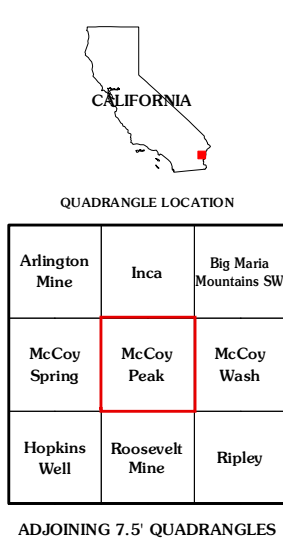 CALIFORNIA
QUADRANGLE LOCATION
Arlington
Mine
Inca
Big Maria
Mountains SW
McCoy
Spring
McCoy
Peak
McCoy
Wash
Hopkins
Well
Roosevelt
Mine
Ripley
ADJOINING 7.5' QUADRANGLES